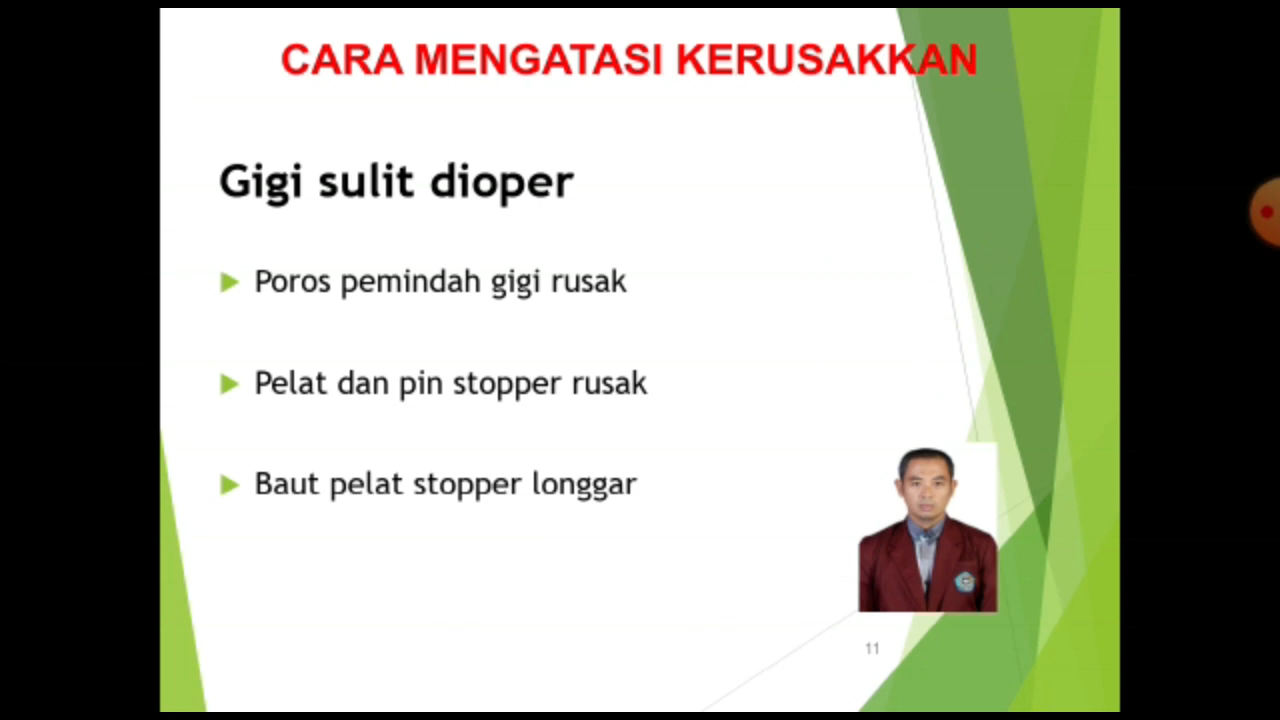 CARA MENGATASI KERUSAKKAN
Gigi sulit dioper
Poros pemindah gigi rusak
Pelat dan pin stopper rusak
Baut pelat stopper longgar
11